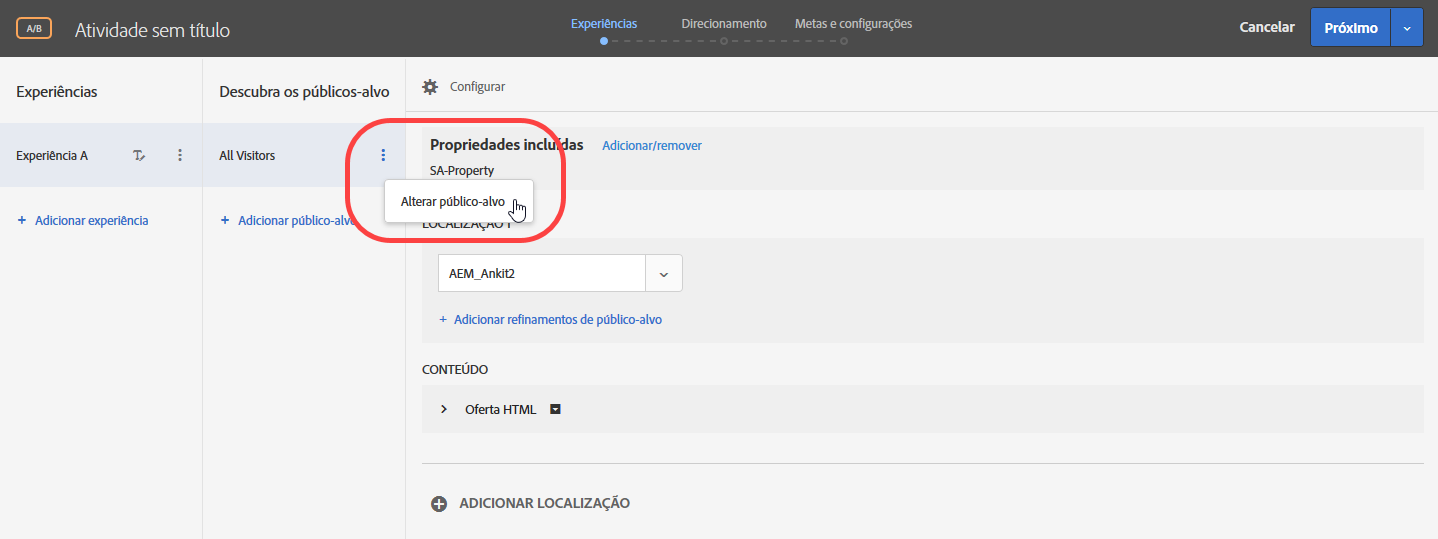 A/B
Atividade sem título
Experiências
Direcionamento
Metas e configurações
Cancelar
Próximo
Experiências
Descubra os públicos-alvo
Configurar
Experiência A
All Visitors
Propriedades incluídas
Adicionar/remover
SA-Property
Alterar público-alvo
+ Adicionar experiência
+ Adicionar público-alvo
LOCALIZAÇÃO 1
AEM_Ankit2
+ Adicionar refinamentos de público-alvo
CONTEÚDO
Oferta HTML
ADICIONAR LOCALIZAÇÃO